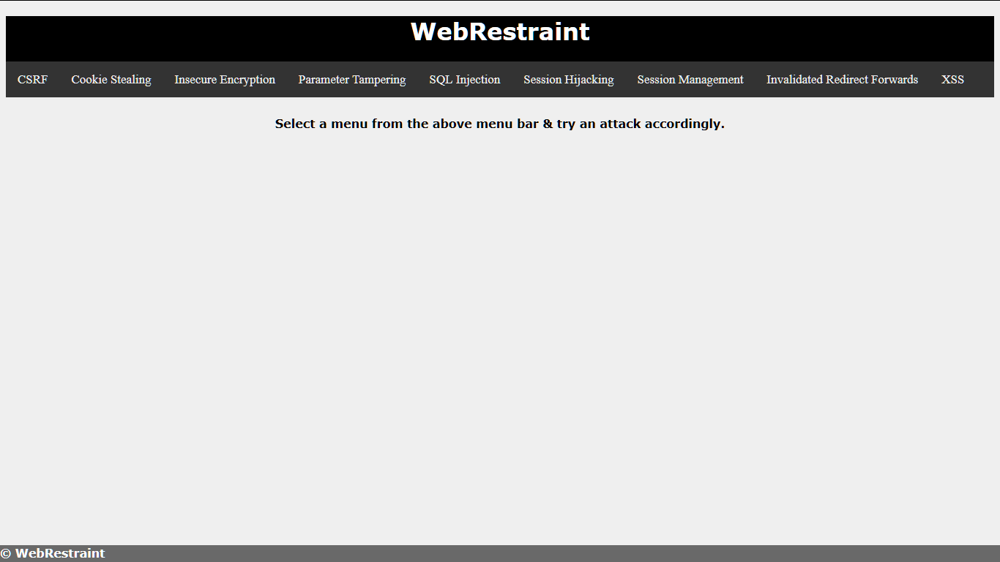 WebRestraint
CSRF Cookie Stealing Insecure Encryption Parameter Tampering SQL Injection Session Hijacking Session Management Invalidated Redirect Forwards XSS
Select a menu from the above menu bar & try an attack accordingly.
© WebRestraint